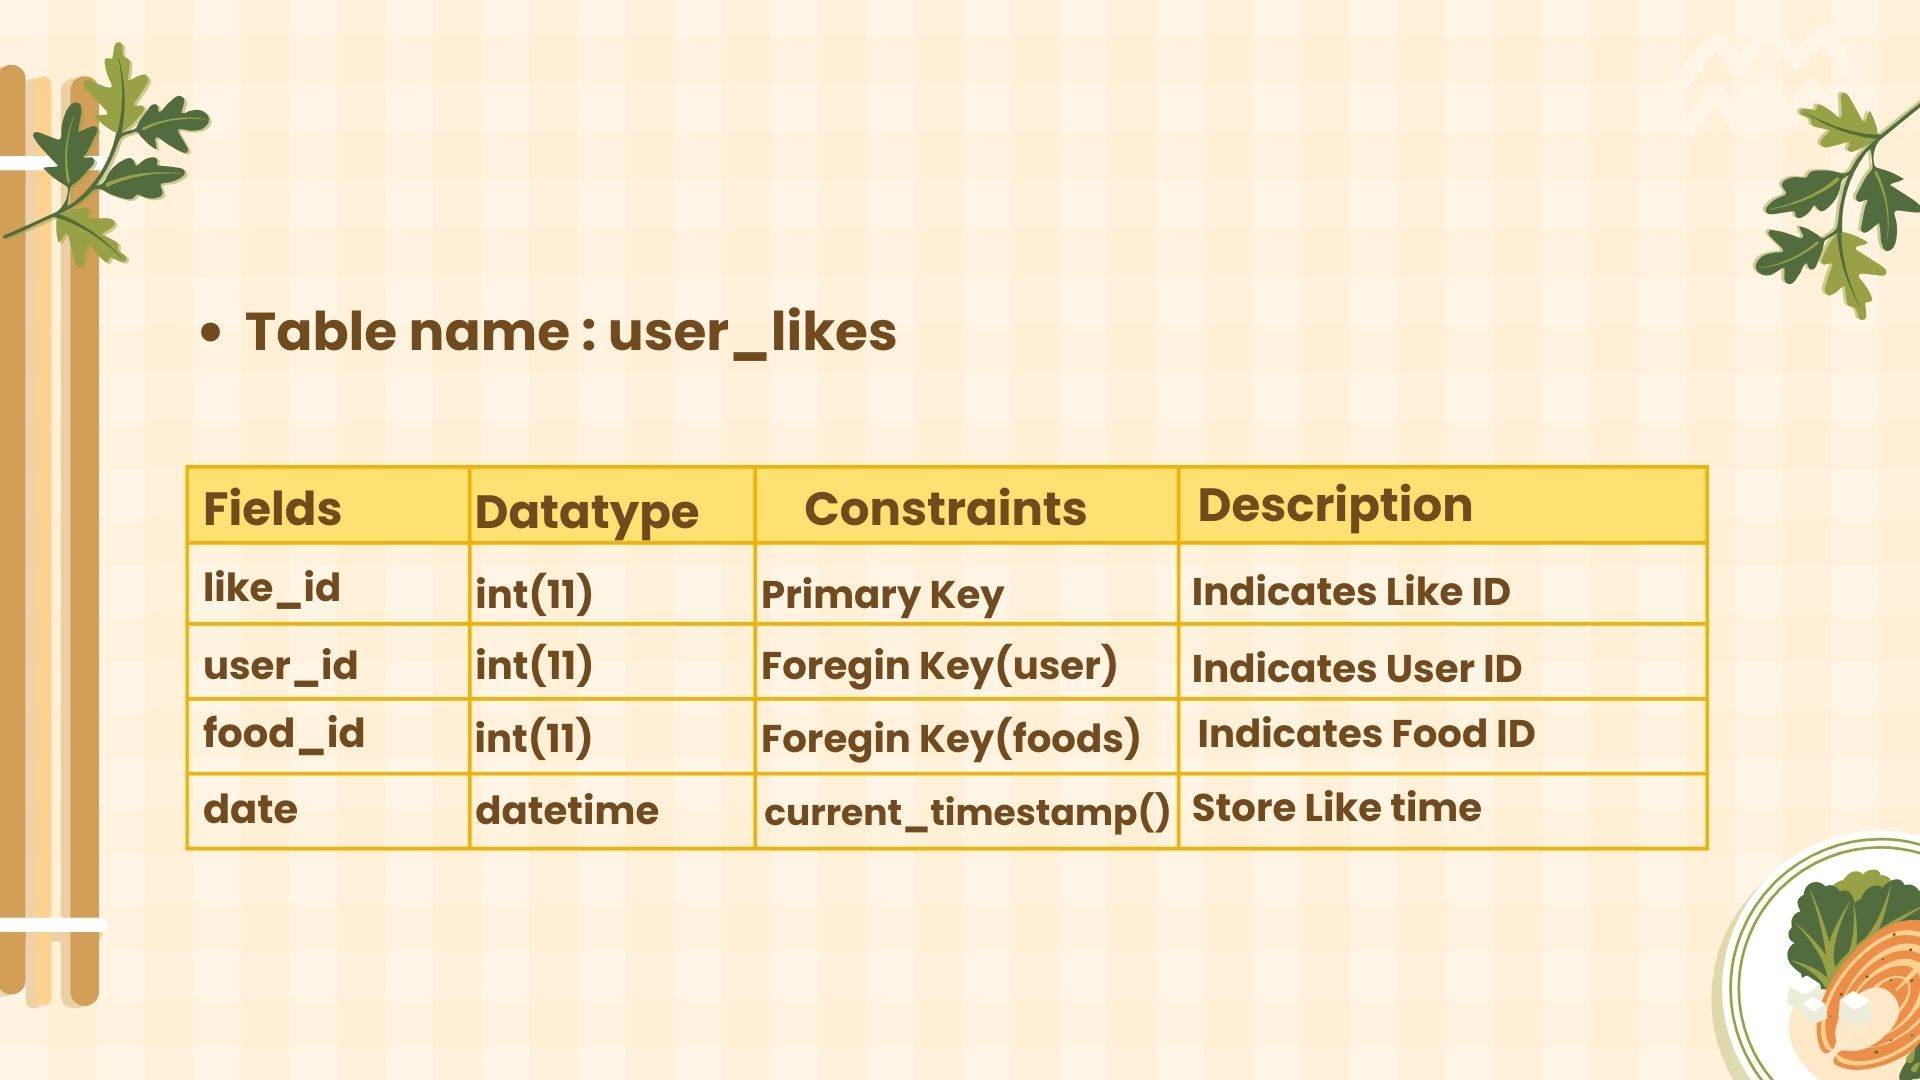 • Table name : user_likes
Fields Datatype Constraints Description
like_id int(11) Primary Key Indicates Like ID
user_id int(11) Foregin Key(user) Indicates User ID
food_id int(11) Foregin Key(foods) Indicates Food ID
date datetime current_timestamp() Store Like time